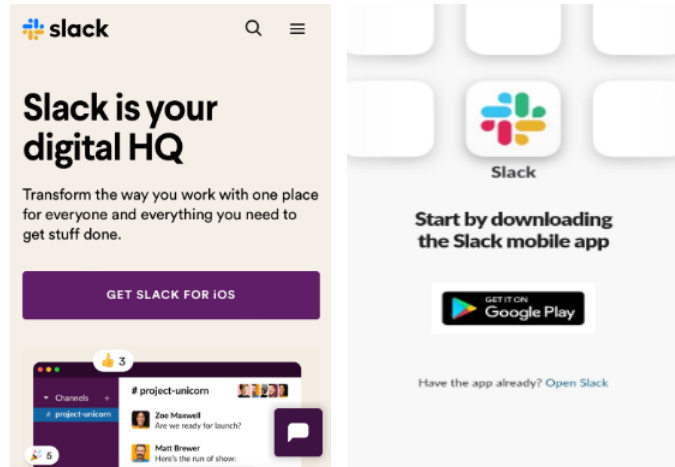 slack
Slack is your
digital HQ
Transform the way you work with one place
for everyone and everything you need to
get stuff done.
GET SLACK FOR iOS
👍 3
Channels +
# project-unicorn
🎉 5
# project-unicorn
Zoe Maxwell
Are we ready for launch?
Matt Brewer
Here's the run of show:
Slack
Start by downloading
the Slack mobile app
GET IT ON
Google Play
Have the app already? Open Slack